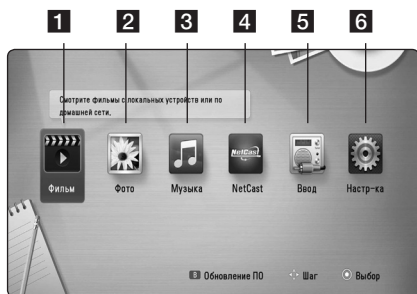 1 2 3 4 5 6
Смотрите фильмы с локальных устройств или по
домашней сети.
NetCast
Фильм Фото Музыка NetCast Ввод Настр-ка
B Обновление ПО Шаг Выбор